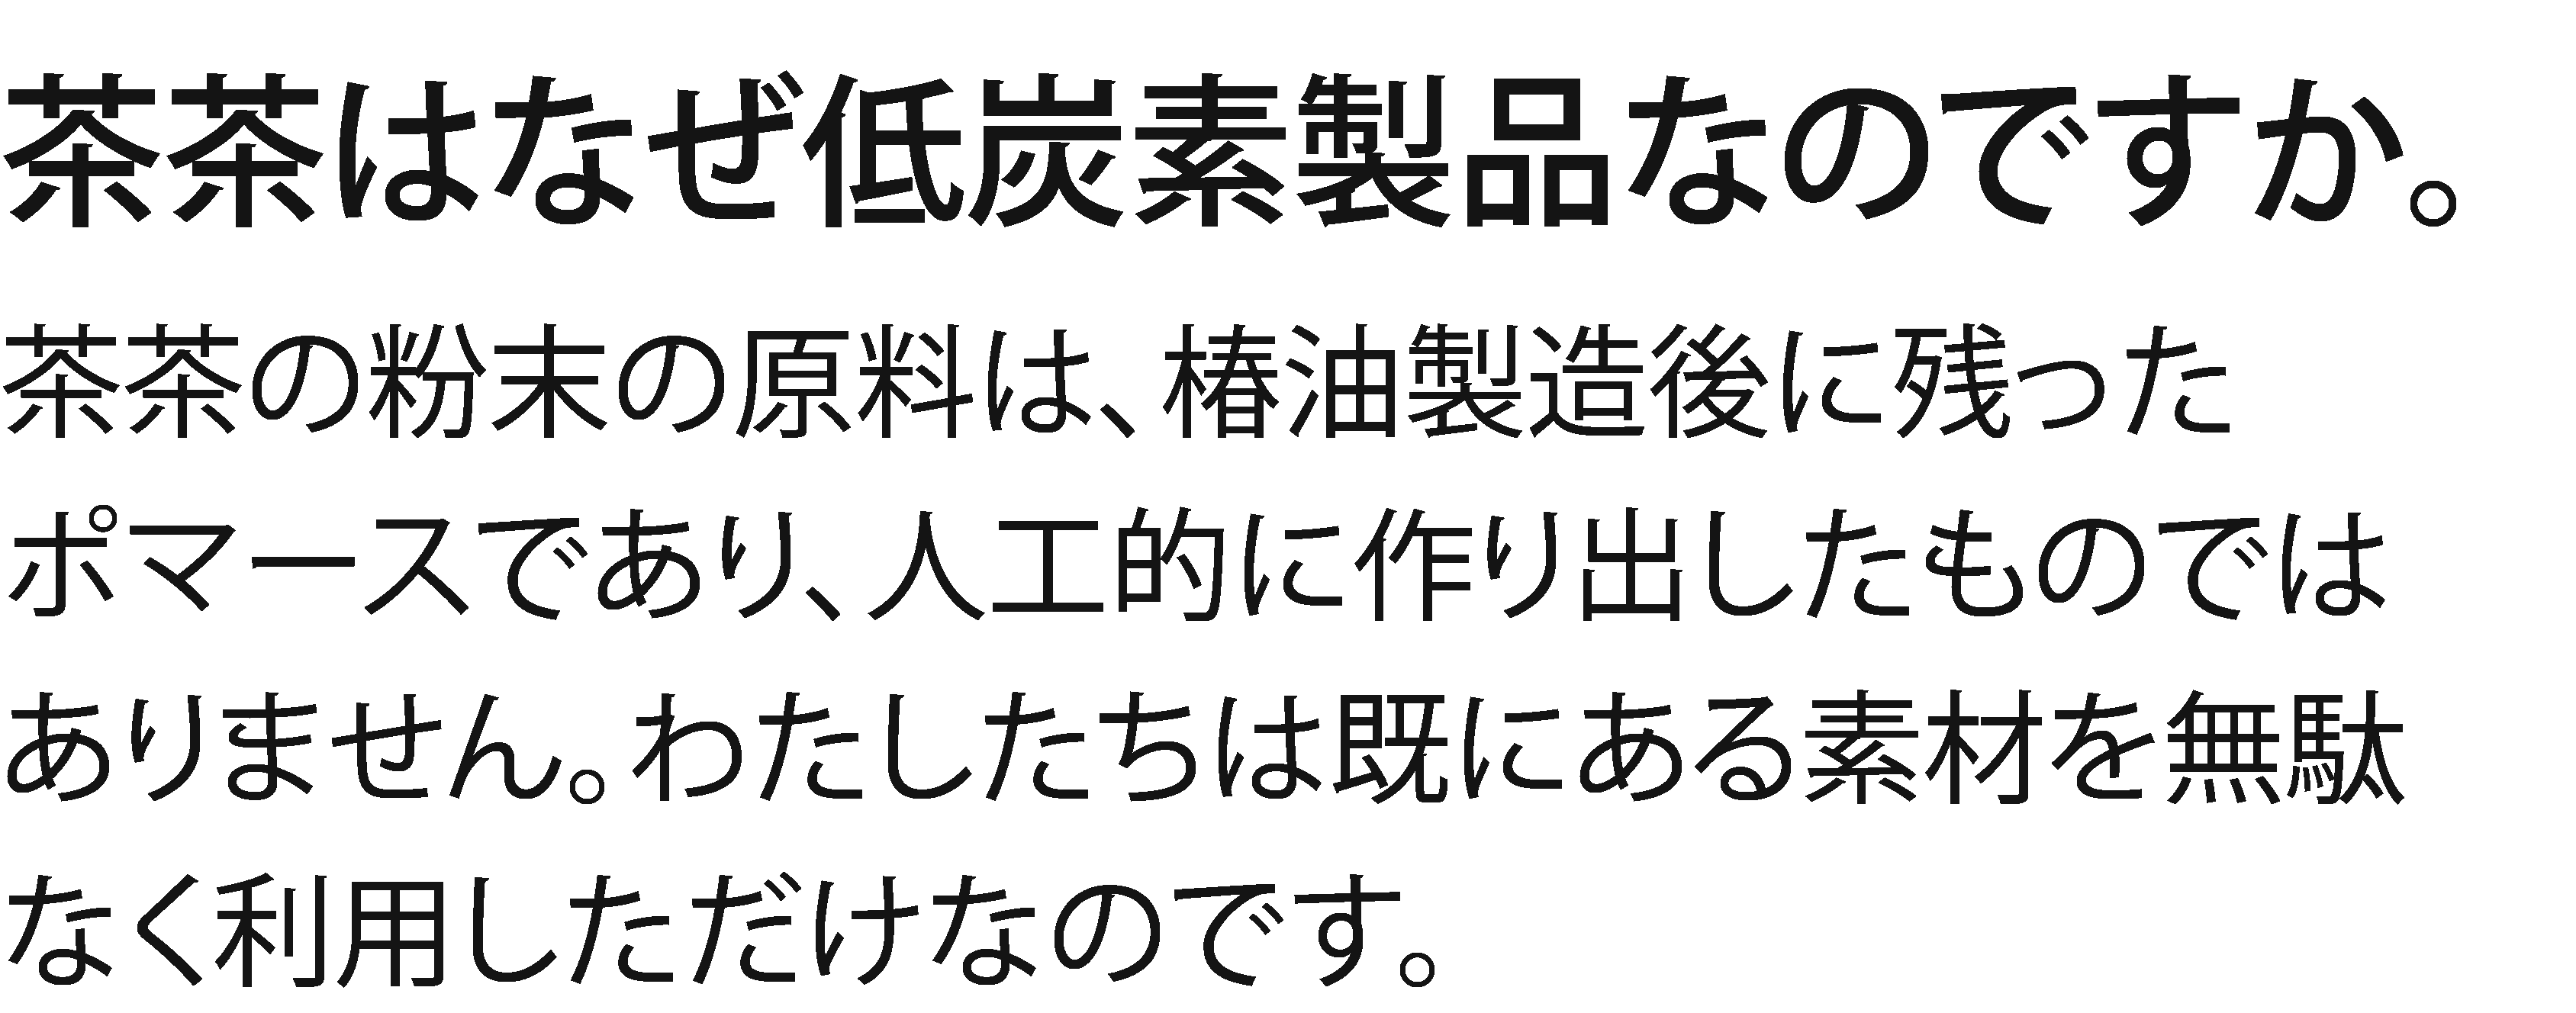 茶茶はなぜ低炭素製品なのですか。
茶茶の粉末の原料は、椿油製造後に残った
ポマースであり、人工的に作り出したものでは
ありません。わたしたちは既にある素材を無駄
なく利用しただけなのです。